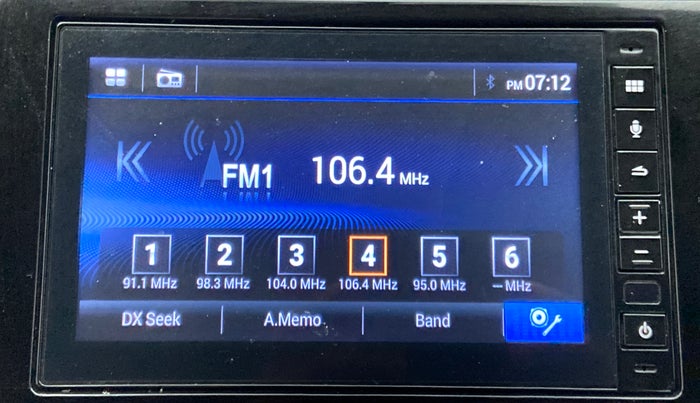 PM 07:12
FM1 106.4 MHz
1 2 3 4 5 6
91.1 MHz 98.3 MHz 104.0 MHz 106.4 MHz 95.0 MHz -- MHz
DX Seek A.Memo. Band